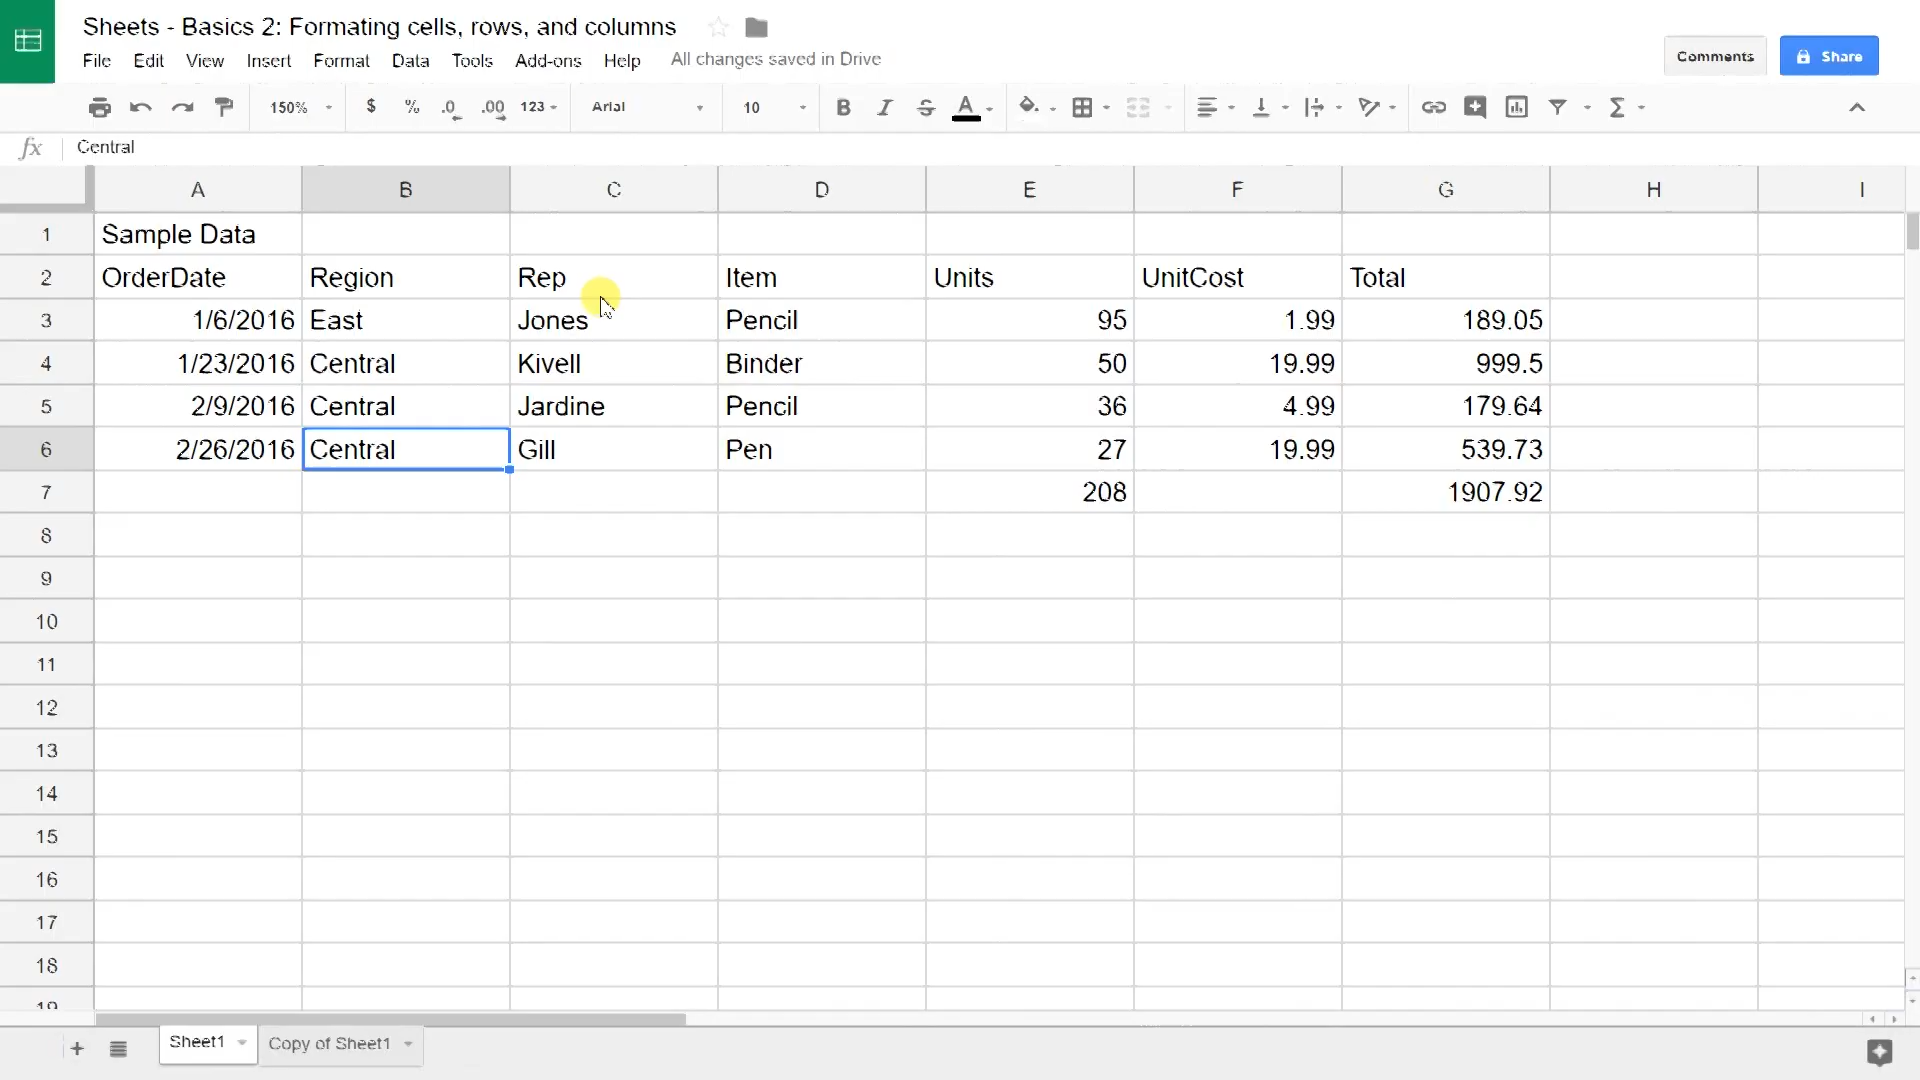 Sheets - Basics 2: Formating cells, rows, and columns
File Edit View Insert Format Data Tools Add-ons Help All changes saved in Drive
Comments Share
150% $ % .0 .00 123 Arial 10 B I S A Σ
fx Central
A B C D E F G H I
1 Sample Data
2 OrderDate Region Rep Item Units UnitCost Total
3 1/6/2016 East Jones Pencil 95 1.99 189.05
4 1/23/2016 Central Kivell Binder 50 19.99 999.5
5 2/9/2016 Central Jardine Pencil 36 4.99 179.64
6 2/26/2016 Central Gill Pen 27 19.99 539.73
7 208 1907.92
8
9
10
11
12
13
14
15
16
17
18
19
+ Sheet1 Copy of Sheet1